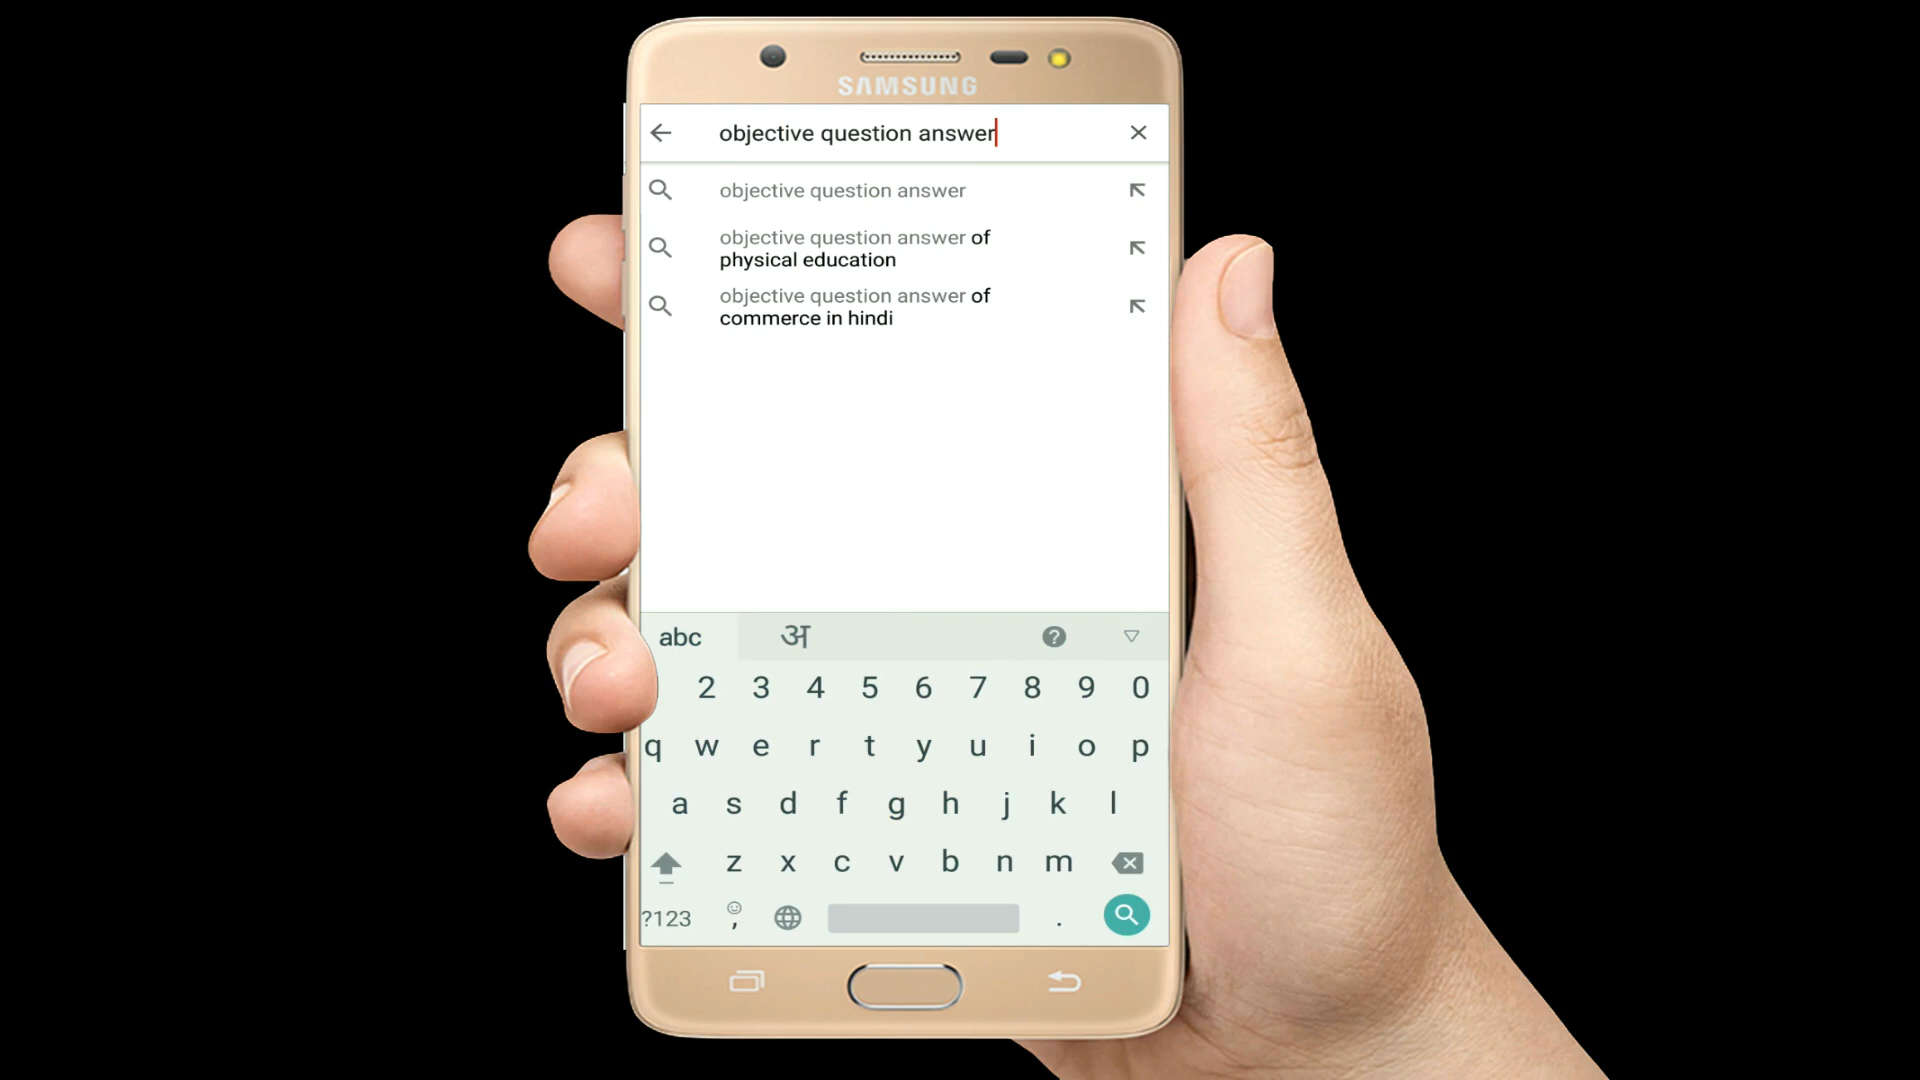 SAMSUNG
objective question answer
objective question answer
objective question answer of
physical education
objective question answer of
commerce in hindi
abc अ
2 3 4 5 6 7 8 9 0
q w e r t y u i o p
a s d f g h j k l
z x c v b n m
?123 , .